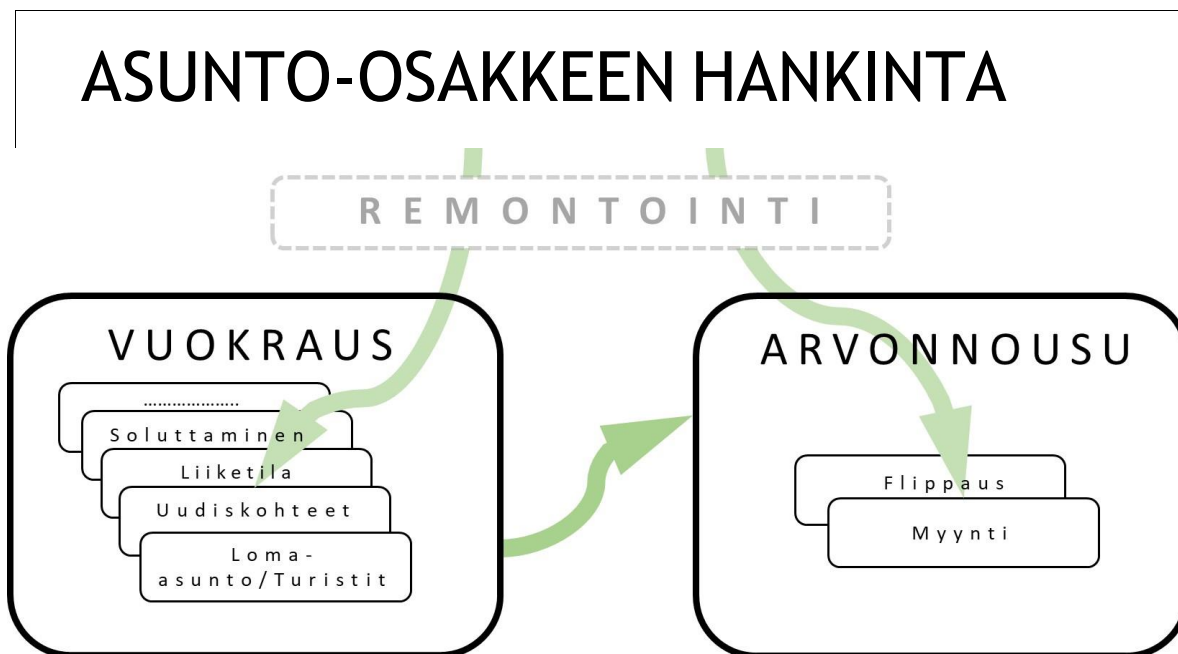 ASUNTO-OSAKKEEN HANKINTA
REMONTOINTI
VUOKRAUS
………………..
Soluttaminen
Liiketila
Uudiskohteet
Loma-
asunto/Turistit
ARVONNOUSU
Flippaus
Myynti